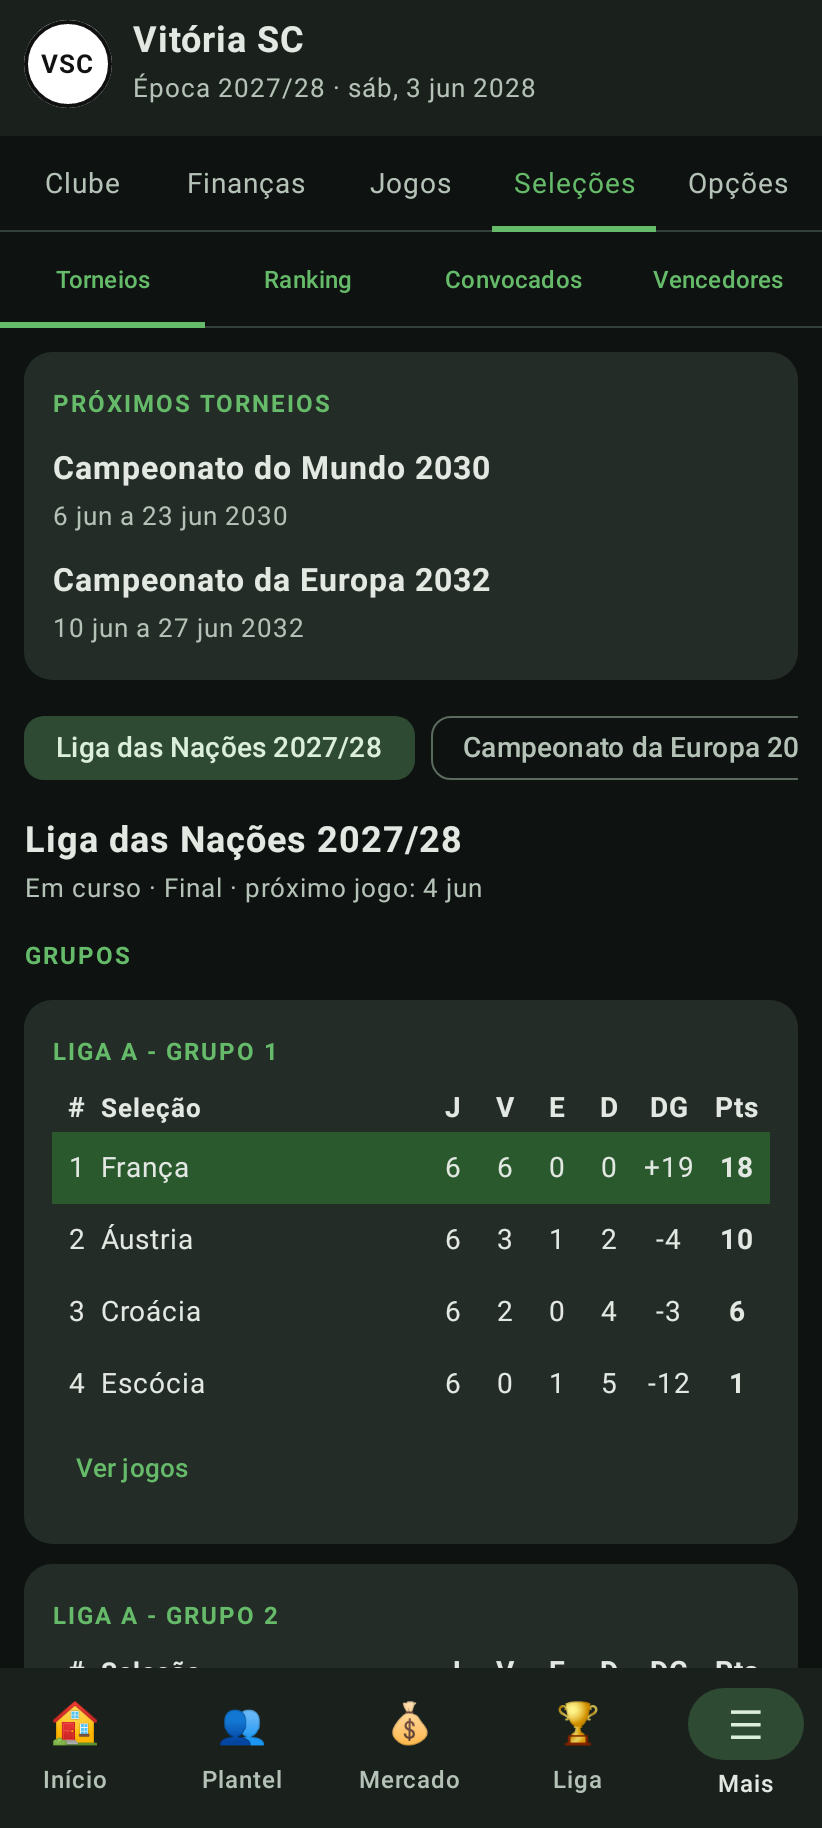 VSC
Vitória SC
Época 2027/28 · sáb, 3 jun 2028
Clube Finanças Jogos Seleções Opções
Torneios Ranking Convocados Vencedores
PRÓXIMOS TORNEIOS
Campeonato do Mundo 2030
6 jun a 23 jun 2030
Campeonato da Europa 2032
10 jun a 27 jun 2032
Liga das Nações 2027/28 Campeonato da Europa 20
Liga das Nações 2027/28
Em curso · Final · próximo jogo: 4 jun
GRUPOS
LIGA A - GRUPO 1
# Seleção J V E D DG Pts
1 França 6 6 0 0 +19 18
2 Áustria 6 3 1 2 -4 10
3 Croácia 6 2 0 4 -3 6
4 Escócia 6 0 1 5 -12 1
Ver jogos
LIGA A - GRUPO 2
# Seleção J V E D DG Pts
Início Plantel Mercado Liga Mais